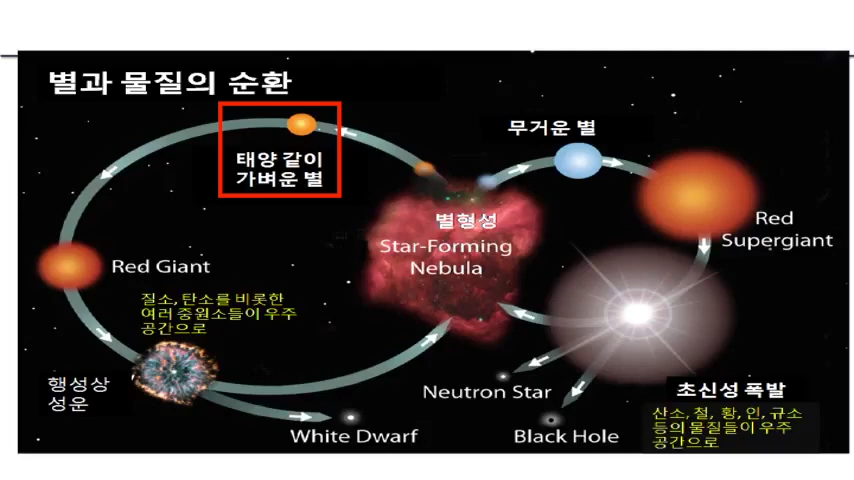 별과 물질의 순환
태양 같이
가벼운 별
무거운 별
별형성
Star-Forming
Nebula
Red
Supergiant
Red Giant
질소, 탄소를 비롯한
여러 중원소들이 우주
공간으로
행성상
성운
White Dwarf
Neutron Star
Black Hole
초신성 폭발
산소, 철, 황, 인, 규소
등의 물질들이 우주
공간으로